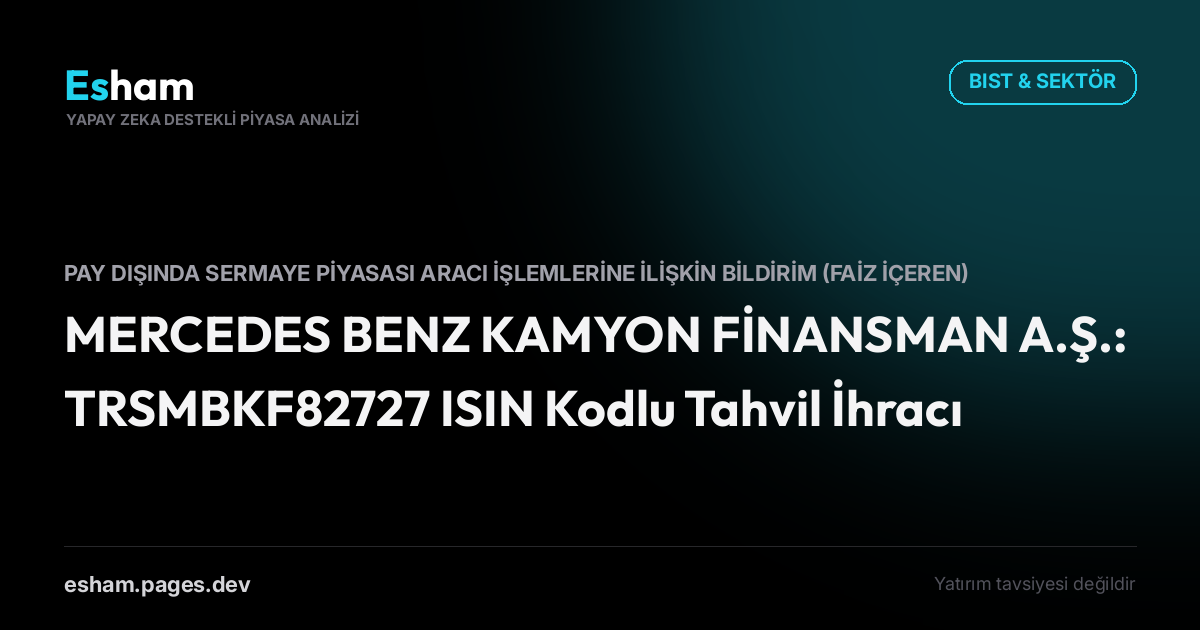 Esham
YAPAY ZEKA DESTEKLİ PİYASA ANALİZİ
BIST & SEKTÖR
PAY DIŞINDA SERMAYE PİYASASI ARACI İŞLEMLERİNE İLİŞKİN BİLDİRİM (FAİZ İÇEREN)
MERCEDES BENZ KAMYON FİNANSMAN A.Ş.:
TRSMBKF82727 ISIN Kodlu Tahvil İhracı
esham.pages.dev
Yatırım tavsiyesi değildir